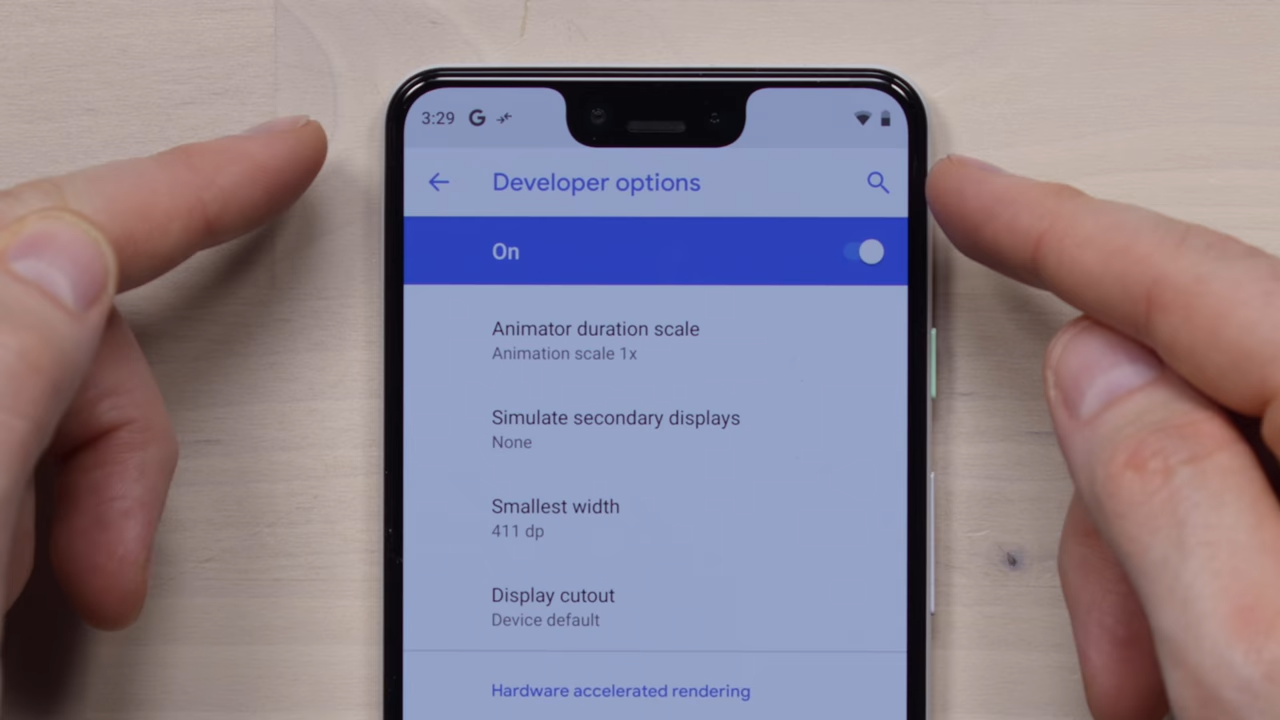 3:29 G
Developer options
On
Animator duration scale
Animation scale 1x
Simulate secondary displays
None
Smallest width
411 dp
Display cutout
Device default
Hardware accelerated rendering